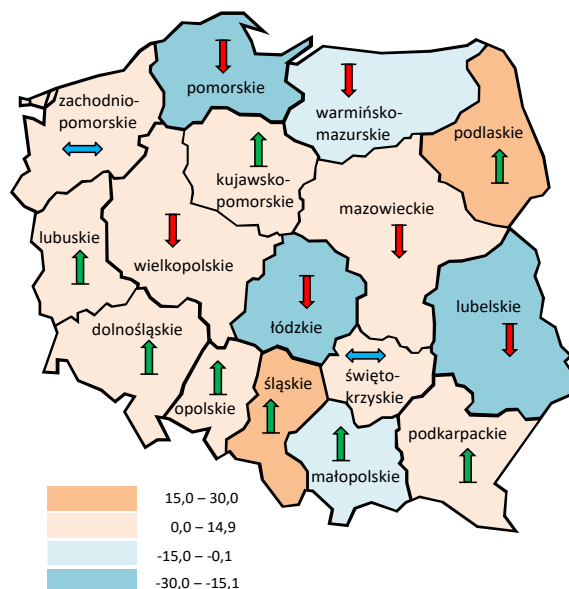 pomorskie
zachodnio-
pomorskie
warmińsko-
mazurskie
podlaskie
kujawsko-
pomorskie
mazowieckie
lubuskie
wielkopolskie
lubelskie
dolnośląskie
łódzkie
śląskie
święto-
krzyskie
opolskie
podkarpackie
małopolskie
15,0 – 30,0
0,0 – 14,9
-15,0 – -0,1
-30,0 – -15,1